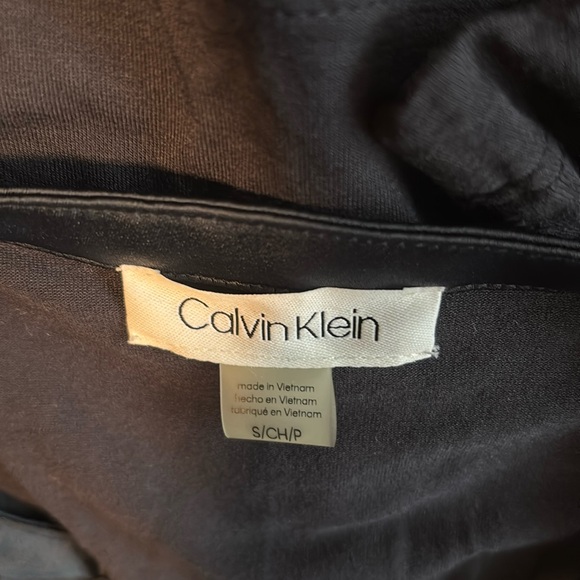 Calvin Klein
made in Vietnam
hecho en Vietnam
fabriqué en Vietnam
S/CH/P